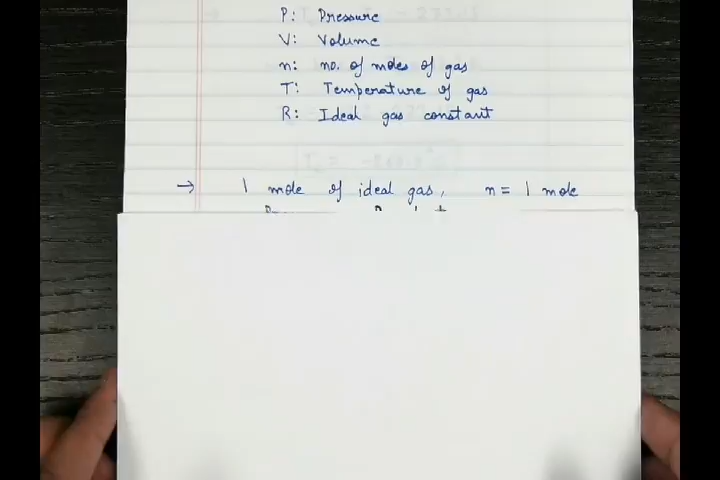 P: Pressure
V: Volume
n: no. of moles of gas
T: Temperature of gas
R: Ideal gas constant
→ 1 mole of ideal gas, n = 1 mole